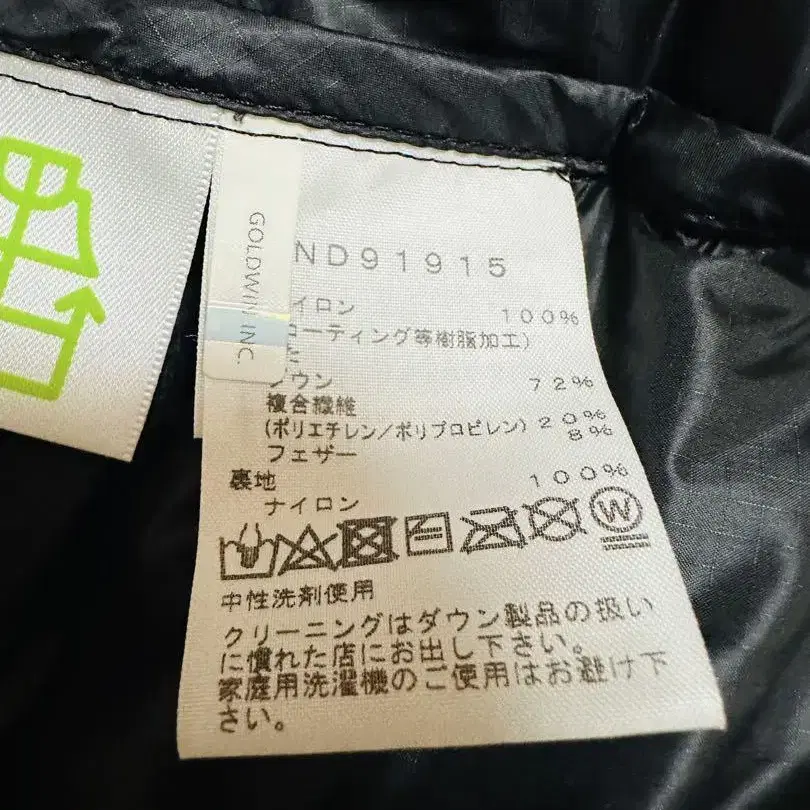 GOLDWIN INC.
ND91915
イロン 100%
ーティング等樹脂加工)
ウン 72%
複合繊維
(ポリエチレン/ポリプロピレン) 20%
フェザー 8%
裏地
ナイロン 100%
W
中性洗剤使用
クリーニングはダウン製品の扱い
に慣れた店にお出し下さい。
家庭用洗濯機のご使用はお避け下
さい。